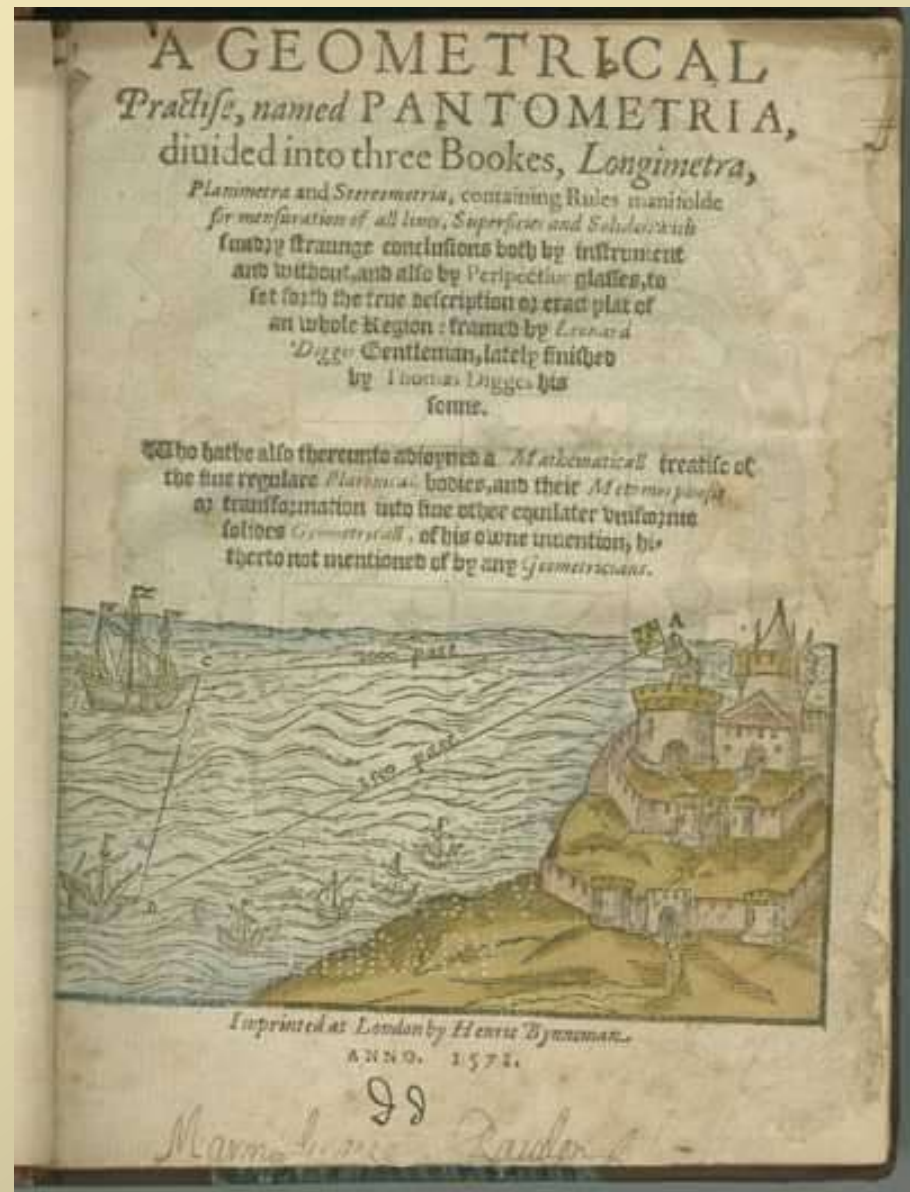 A GEOMETRICAL
Practise, named PANTOMETRIA,
diuided into three Bookes, Longimetra,
Planimetra and Stereometria, containing Rules manifolde
for mensuration of all lines, Superficies and Solides: with
sundry straunge conclusions both by instrument
and without, and also by Perspectiue glasses, to
set forth the true description or exact plat of
an whole Region: framed by Leonard
Digges Gentleman, lately finished
by Thomas Digges his
sonne.
Who hathe also thereunto adioyned a Mathematicall treatise of
the fiue regulare Platonicall bodies, and their Metamorphosis
or transformation into fiue other equilater vniforme
solides Geometricall, of his owne inuention, hi-
therto not mentioned of by any Geometricians.
A
C
2000 pase
pase
Imprinted at London by Henrie Bynneman.
ANNO. 1571.